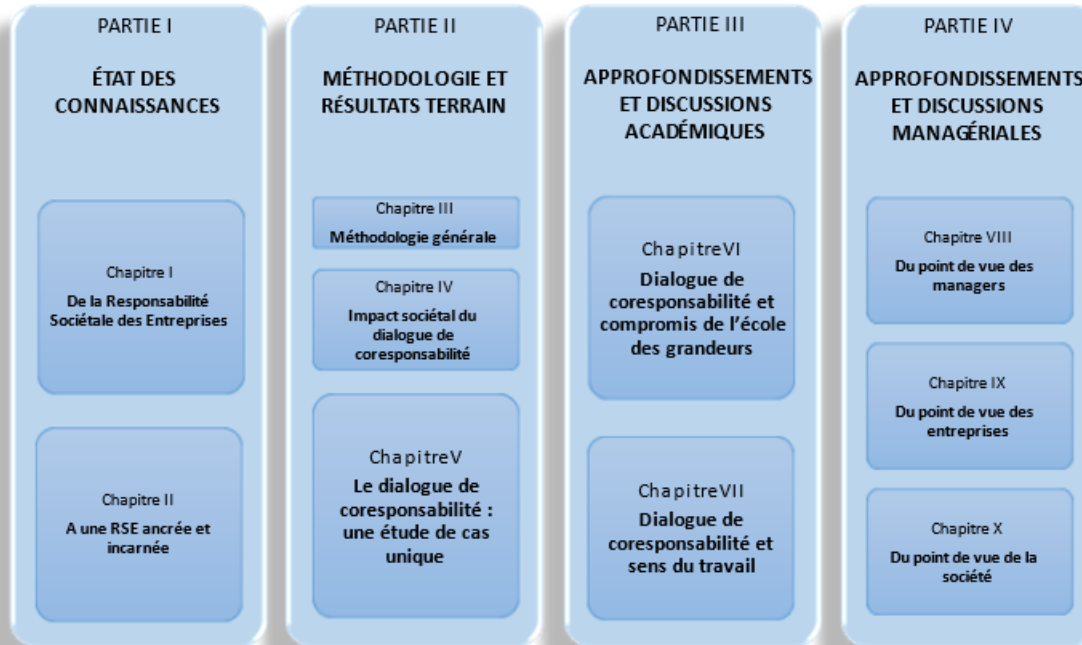 PARTIE I
ÉTAT DES
CONNAISSANCES
Chapitre I
De la Responsabilité
Sociétale des Entreprises
Chapitre II
A une RSE ancrée et
incarnée
PARTIE II
MÉTHODOLOGIE ET
RÉSULTATS TERRAIN
Chapitre III
Méthodologie générale
Chapitre IV
Impact sociétal du
dialogue de
coresponsabilité
Chapitre V
Le dialogue de
coresponsabilité :
une étude de cas
unique
PARTIE III
APPROFONDISSEMENTS
ET DISCUSSIONS
ACADÉMIQUES
Chapitre VI
Dialogue de
coresponsabilité et
compromis de l’école
des grandeurs
Chapitre VII
Dialogue de
coresponsabilité et
sens du travail
PARTIE IV
APPROFONDISSEMENTS
ET DISCUSSIONS
MANAGÉRIALES
Chapitre VIII
Du point de vue des
managers
Chapitre IX
Du point de vue des
entreprises
Chapitre X
Du point de vue de la
société